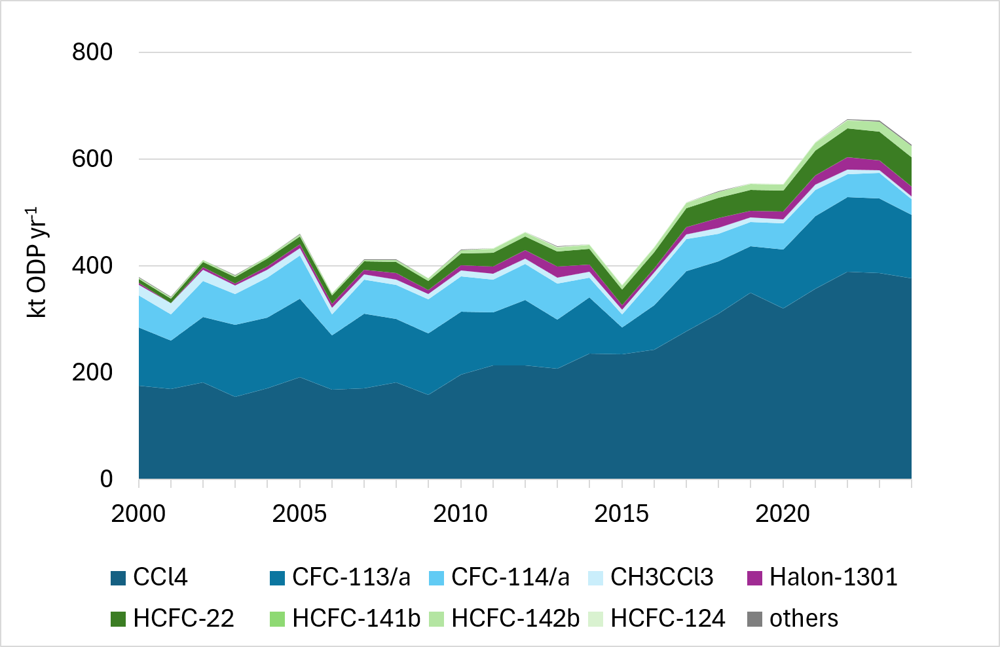 800
600
400
200
0
kt ODP yr-1
2000 2005 2010 2015 2020
CCl4 CFC-113/a CFC-114/a CH3CCl3 Halon-1301
HCFC-22 HCFC-141b HCFC-142b HCFC-124 others